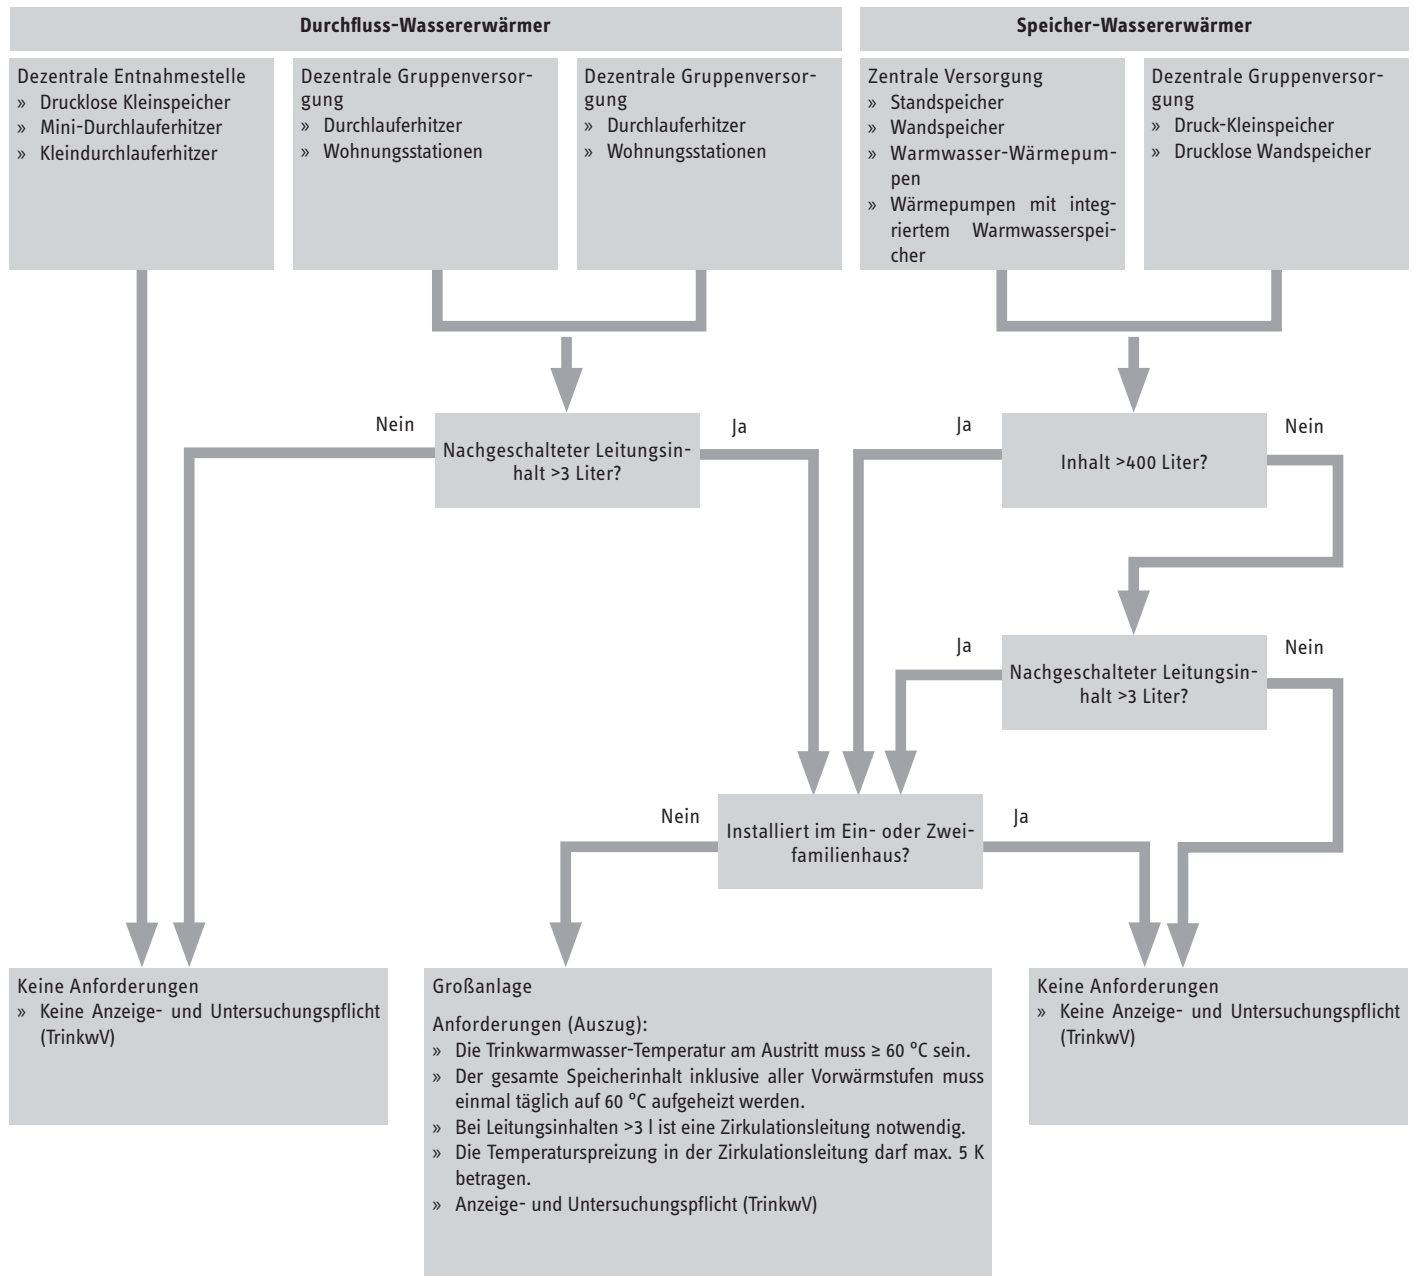 Durchfluss-Wassererwärmer
Speicher-Wassererwärmer
Dezentrale Entnahmestelle
» Drucklose Kleinspeicher
» Mini-Durchlauferhitzer
» Kleindurchlauferhitzer
Dezentrale Gruppenversor-
gung
» Durchlauferhitzer
» Wohnungsstationen
Dezentrale Gruppenversor-
gung
» Durchlauferhitzer
» Wohnungsstationen
Zentrale Versorgung
» Standspeicher
» Wandspeicher
» Warmwasser-Wärmepum-
pen
» Wärmepumpen mit integ-
riertem Warmwasserspei-
cher
Dezentrale Gruppenversor-
gung
» Druck-Kleinspeicher
» Drucklose Wandspeicher
Nein
Nachgeschalteter Leitungsin-
halt >3 Liter?
Ja
Ja
Inhalt >400 Liter?
Nein
Ja
Nachgeschalteter Leitungsin-
halt >3 Liter?
Nein
Nein
Installiert im Ein- oder Zwei-
familienhaus?
Ja
Keine Anforderungen
» Keine Anzeige- und Untersuchungspflicht
(TrinkwV)
Großanlage
Anforderungen (Auszug):
» Die Trinkwarmwasser-Temperatur am Austritt muss ≥ 60 °C sein.
» Der gesamte Speicherinhalt inklusive aller Vorwärmstufen muss
einmal täglich auf 60 °C aufgeheizt werden.
» Bei Leitungsinhalten >3 l ist eine Zirkulationsleitung notwendig.
» Die Temperaturspreizung in der Zirkulationsleitung darf max. 5 K
betragen.
» Anzeige- und Untersuchungspflicht (TrinkwV)
Keine Anforderungen
» Keine Anzeige- und Untersuchungspflicht
(TrinkwV)